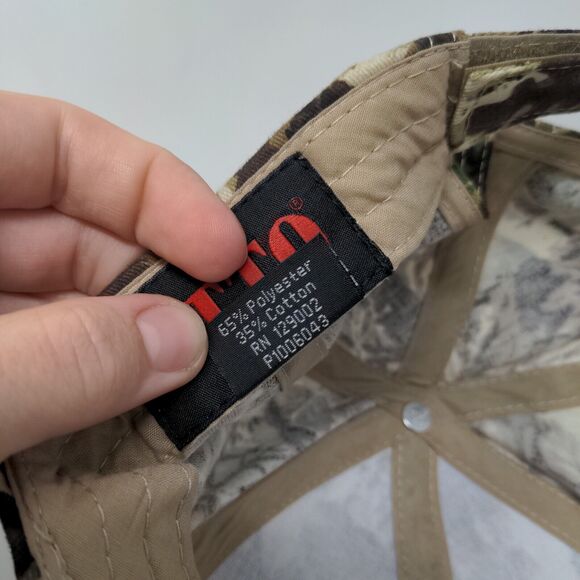 ®
65% Polyester
35% Cotton
RN 129002
P1006043